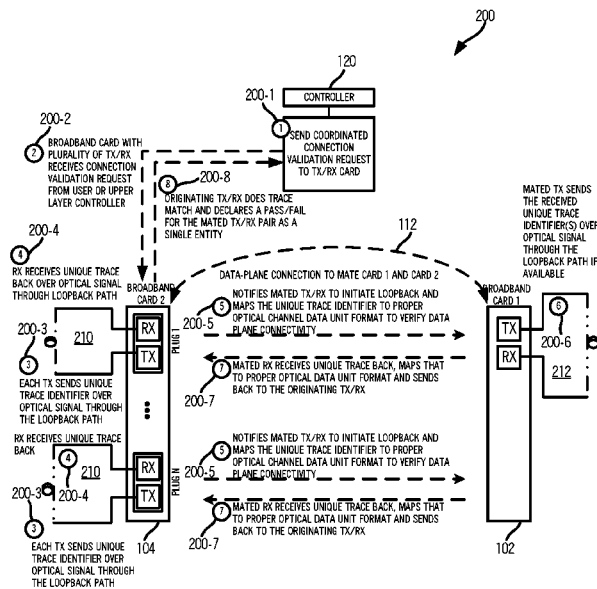 200
120
CONTROLLER
200-1
1
SEND COORDINATED
CONNECTION
VALIDATION REQUEST
TO TX/RX CARD
200-2
2
BROADBAND CARD WITH
PLURALITY OF TX/RX
RECEIVES CONNECTION
VALIDATION REQUEST
FROM USER OR UPPER
LAYER CONTROLLER
8
200-8
ORIGINATING TX/RX DOES TRACE
MATCH AND DECLARES A PASS/FAIL
FOR THE MATED TX/RX PAIR AS A
SINGLE ENTITY
112
MATED TX SENDS
THE RECEIVED
UNIQUE TRACE
IDENTIFIER(S) OVER
OPTICAL SIGNAL
THROUGH THE
LOOPBACK PATH IF
AVAILABLE
200-4
4
RX RECEIVES UNIQUE TRACE
BACK OVER OPTICAL SIGNAL
THROUGH LOOPBACK PATH
DATA-PLANE CONNECTION TO MATE CARD 1 AND CARD 2
BROADBAND
CARD 2
BROADBAND
CARD 1
200-3
3
210
RX
TX
PLUG 1
EACH TX SENDS UNIQUE
TRACE IDENTIFIER OVER
OPTICAL SIGNAL THROUGH
THE LOOPBACK PATH
5
200-5
NOTIFIES MATED TX/RX TO INITIATE LOOPBACK AND
MAPS THE UNIQUE TRACE IDENTIFIER TO PROPER
OPTICAL CHANNEL DATA UNIT FORMAT TO VERIFY DATA
PLANE CONNECTIVITY
7
200-7
MATED RX RECEIVES UNIQUE TRACE BACK, MAPS THAT
TO PROPER OPTICAL DATA UNIT FORMAT AND SENDS
BACK TO THE ORIGINATING TX/RX
TX
RX
6
200-6
212
RX RECEIVES UNIQUE TRACE
BACK
4
210
200-3
200-4
3
RX
TX
PLUG N
EACH TX SENDS UNIQUE
TRACE IDENTIFIER OVER
OPTICAL SIGNAL THROUGH
THE LOOPBACK PATH
5
200-5
NOTIFIES MATED TX/RX TO INITIATE LOOPBACK AND
MAPS THE UNIQUE TRACE IDENTIFIER TO PROPER
OPTICAL CHANNEL DATA UNIT FORMAT TO VERIFY DATA
PLANE CONNECTIVITY
7
200-7
MATED RX RECEIVES UNIQUE TRACE BACK, MAPS THAT
TO PROPER OPTICAL DATA UNIT FORMAT AND SENDS
BACK TO THE ORIGINATING TX/RX
104
102